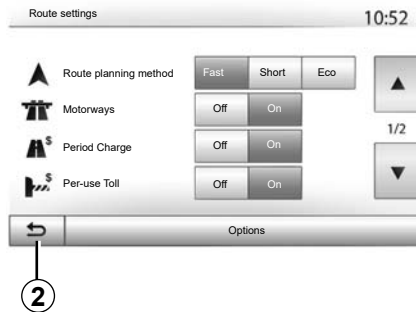 Route settings 10:52
Route planning method Fast Short Eco
Motorways Off On
1/2
Period Charge Off On
Per-use Toll Off On
Options
2